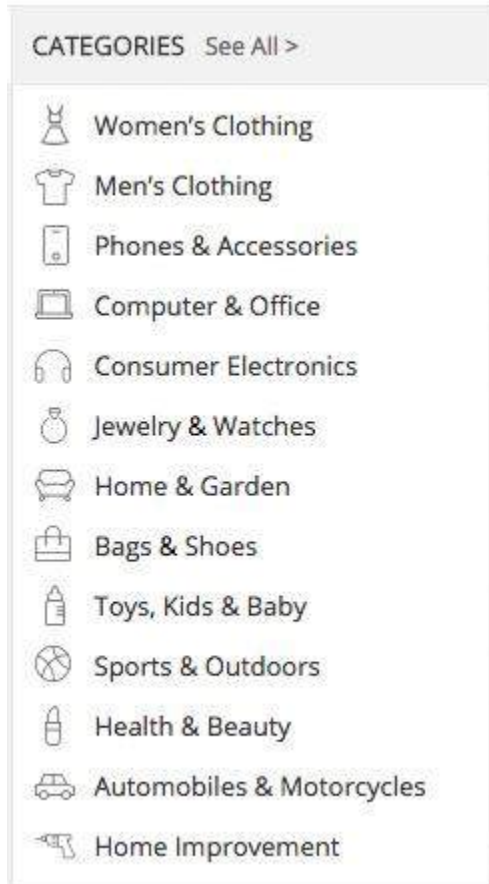 CATEGORIES See All >
Women's Clothing
Men's Clothing
Phones & Accessories
Computer & Office
Consumer Electronics
Jewelry & Watches
Home & Garden
Bags & Shoes
Toys, Kids & Baby
Sports & Outdoors
Health & Beauty
Automobiles & Motorcycles
Home Improvement